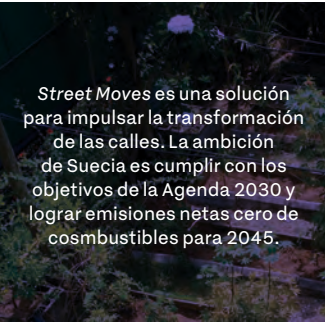 Street Moves es una solución
para impulsar la transformación
de las calles. La ambición
de Suecia es cumplir con los
objetivos de la Agenda 2030 y
lograr emisiones netas cero de
cosmbustibles para 2045.